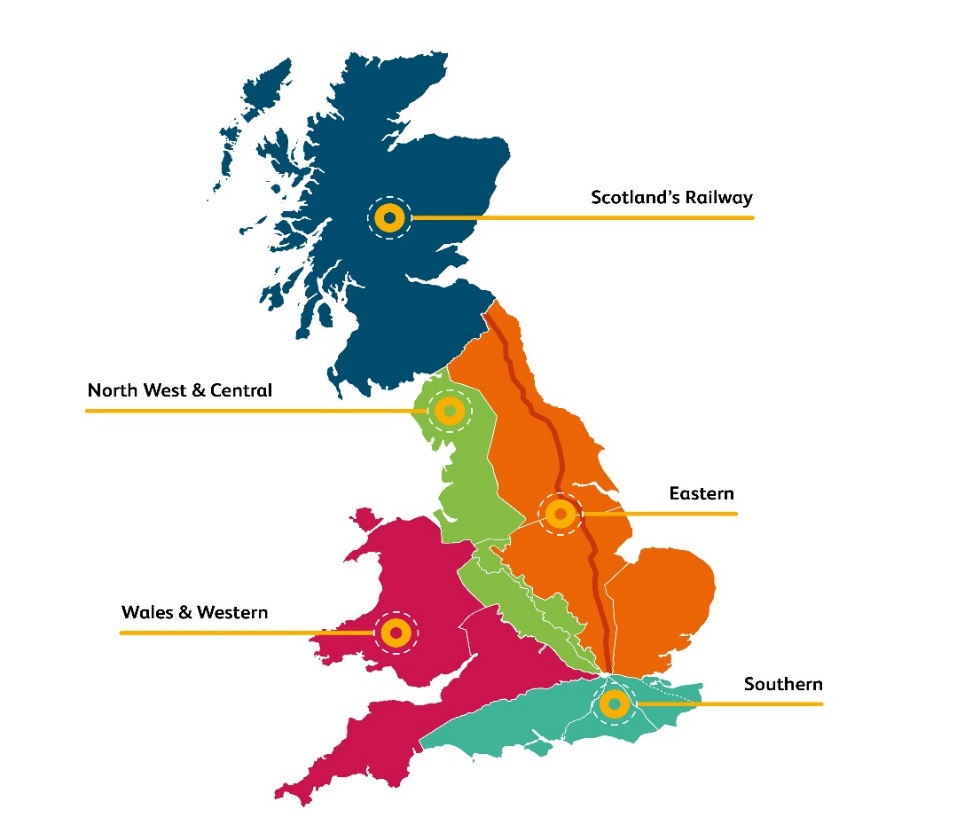 Scotland's Railway
North West & Central
Eastern
Wales & Western
Southern